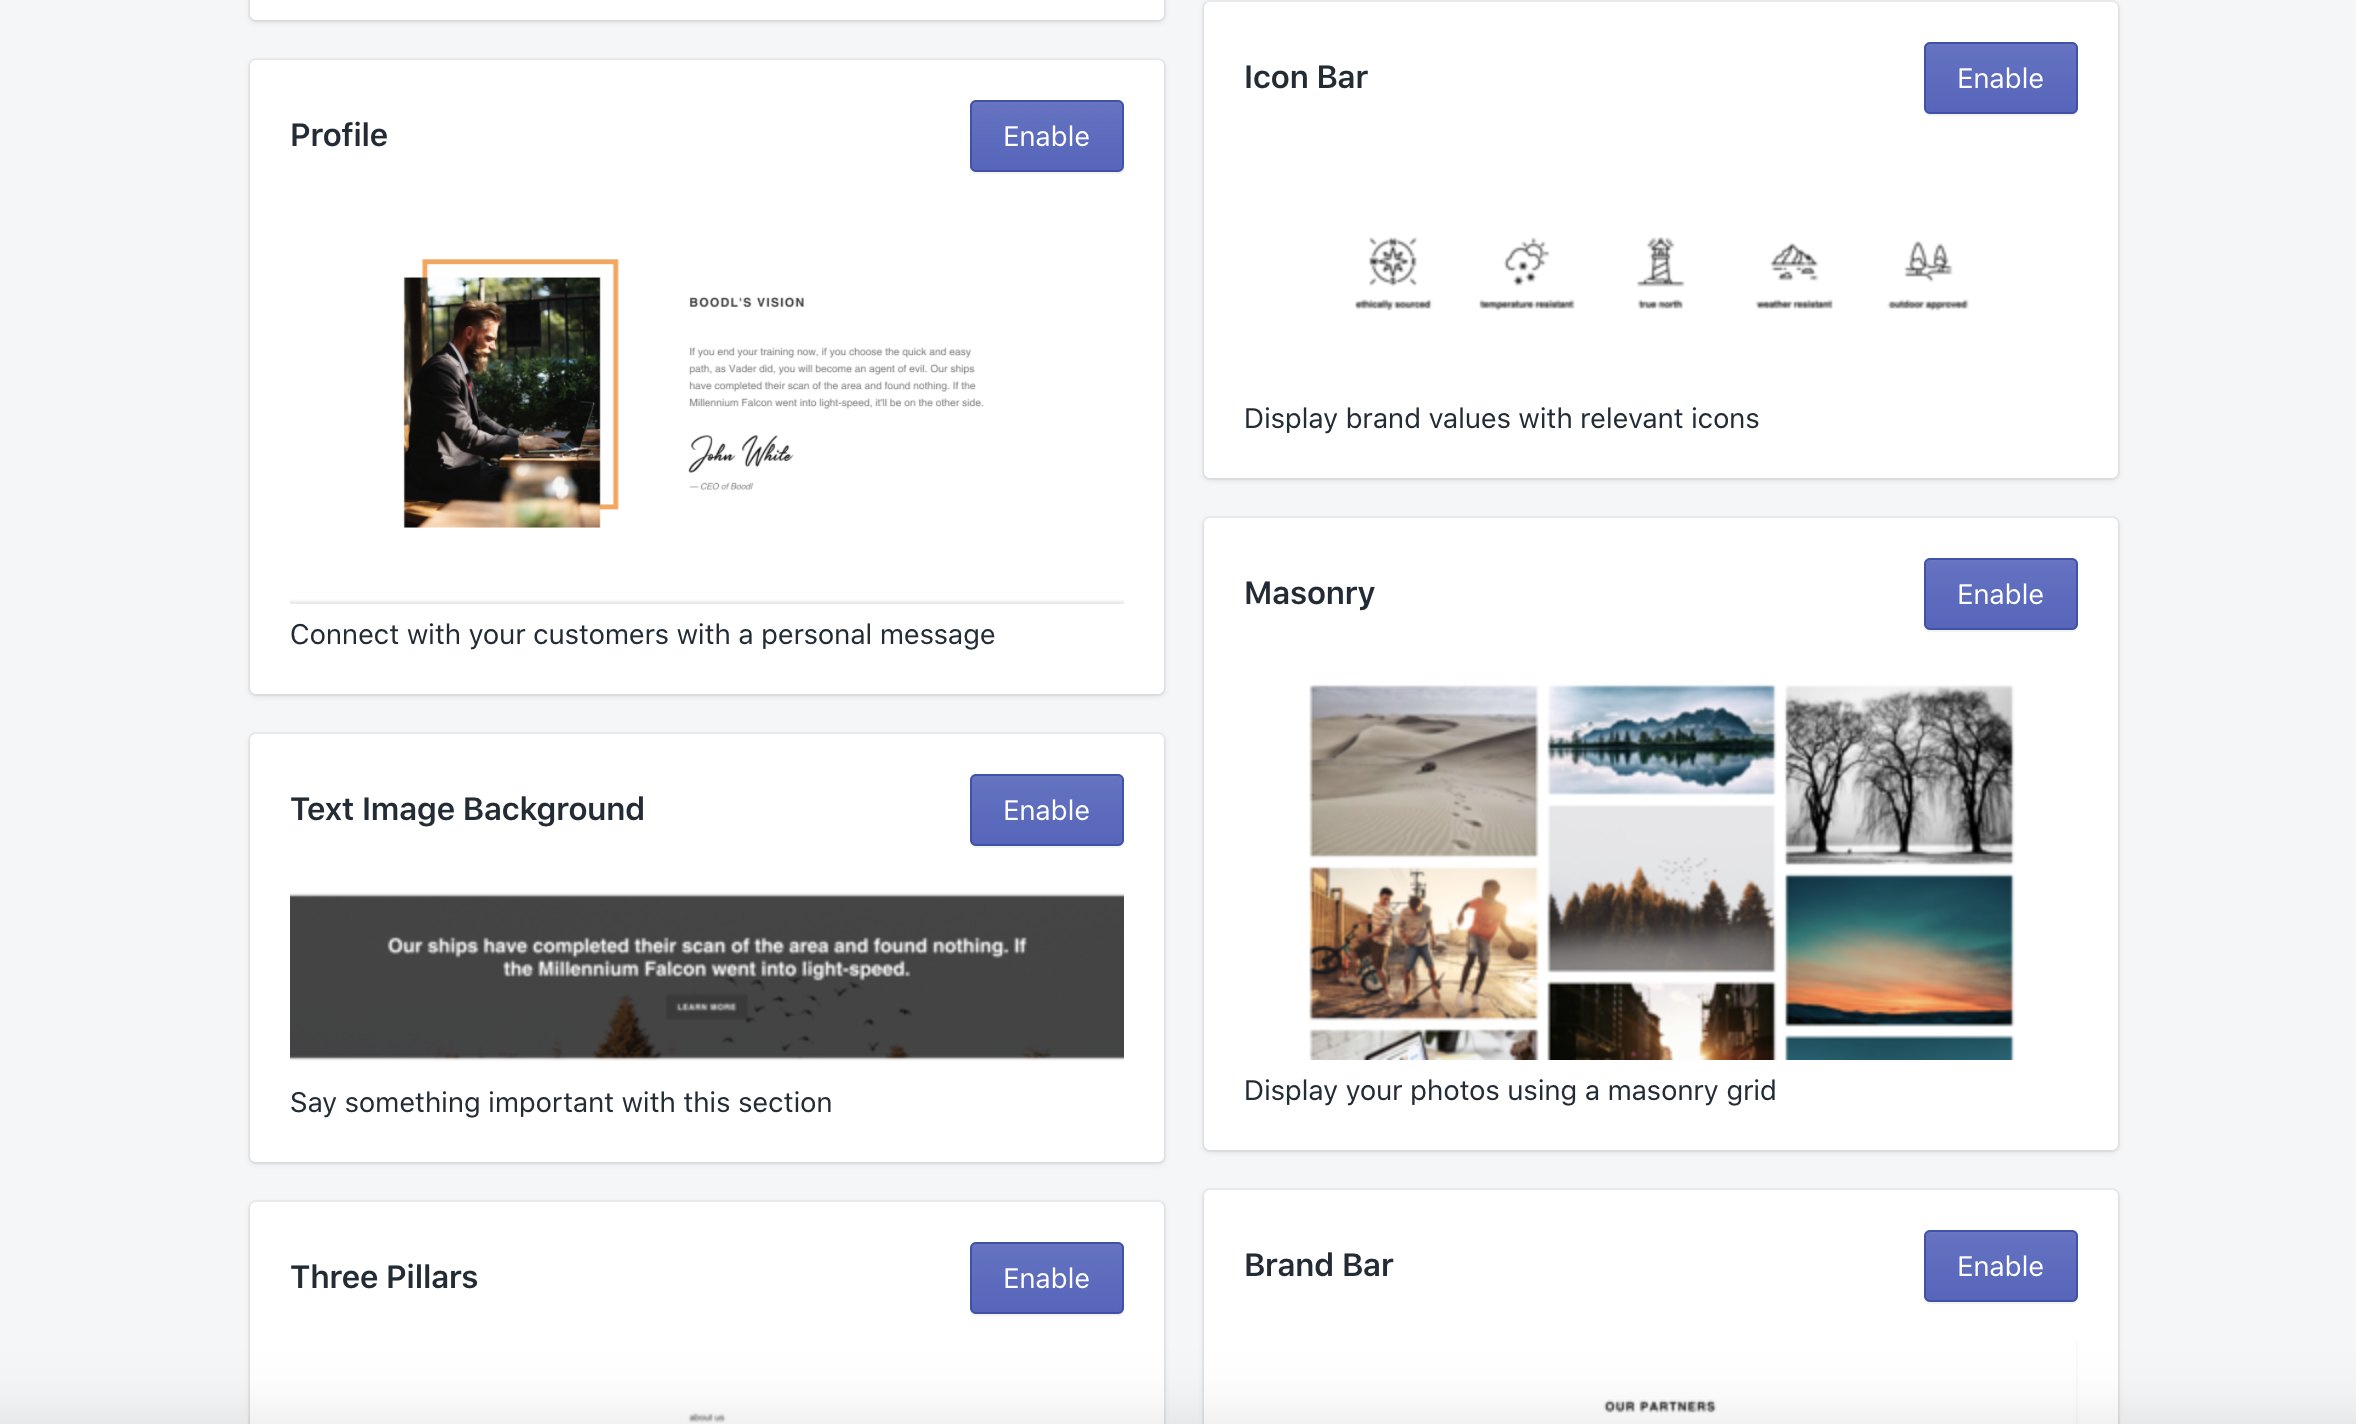 Profile
Enable
BOODL'S VISION
If you end your training now, if you choose the quick and easy
path, as Vader did, you will become an agent of evil. Our ships
have completed their scan of the area and found nothing. If the
Millennium Falcon went into light-speed, it'll be on the other side.
John White
— CEO of Boodl
Connect with your customers with a personal message
Text Image Background
Enable
Our ships have completed their scan of the area and found nothing. If
the Millennium Falcon went into light-speed.
LEARN MORE
Say something important with this section
Three Pillars
Enable
about us
Icon Bar
Enable
ethically sourced
temperature resistant
true north
weather resistant
outdoor approved
Display brand values with relevant icons
Masonry
Enable
Display your photos using a masonry grid
Brand Bar
Enable
OUR PARTNERS